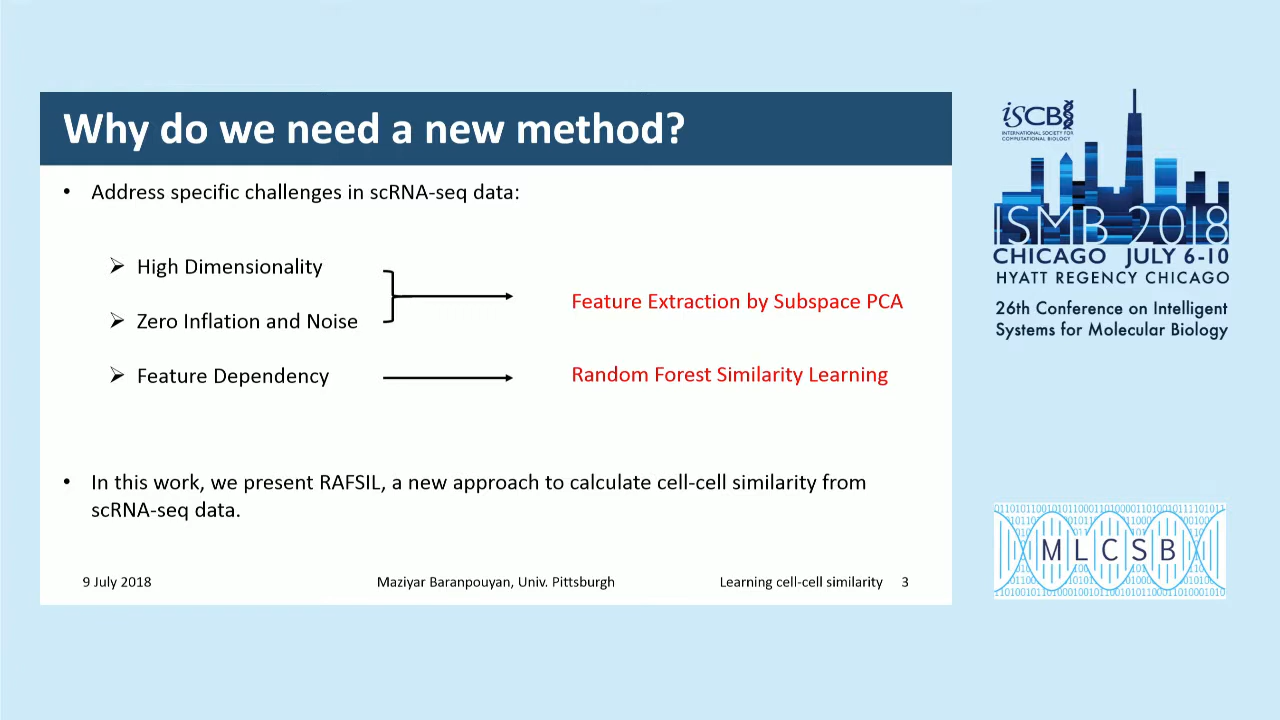 Why do we need a new method?
• Address specific challenges in scRNA-seq data:
➢ High Dimensionality
➢ Zero Inflation and Noise
➢ Feature Dependency
Feature Extraction by Subspace PCA
Random Forest Similarity Learning
• In this work, we present RAFSIL, a new approach to calculate cell-cell similarity from
scRNA-seq data.
9 July 2018
Maziyar Baranpouyan, Univ. Pittsburgh
Learning cell-cell similarity 3
iSCB
INTERNATIONAL SOCIETY FOR
COMPUTATIONAL BIOLOGY
ISMB 2018
CHICAGO JULY 6-10
HYATT REGENCY CHICAGO
26th Conference on Intelligent
Systems for Molecular Biology
MLCSB